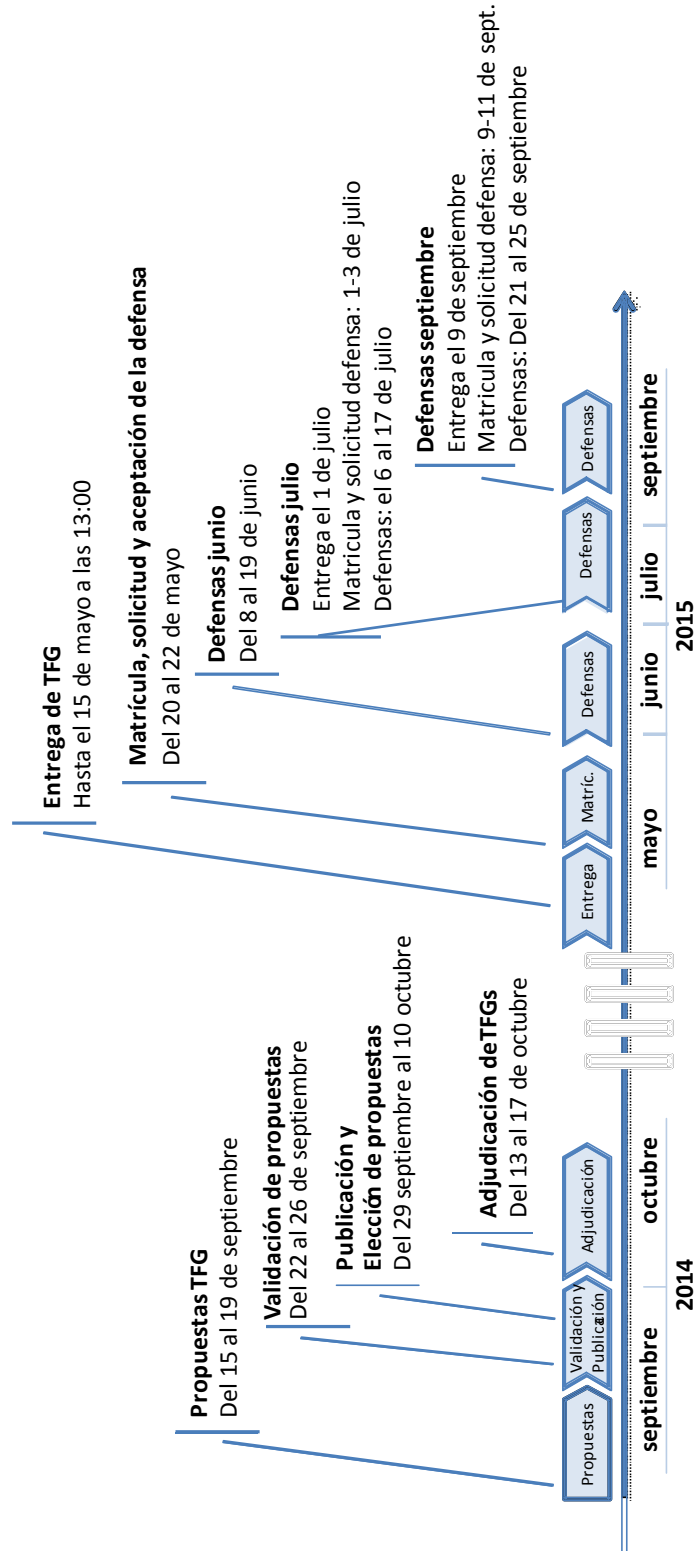 Propuestas TFG
Del 15 al 19 de septiembre
Validación de propuestas
Del 22 al 26 de septiembre
Publicación y
Elección de propuestas
Del 29 septiembre al 10 octubre
Adjudicación de TFGs
Del 13 al 17 de octubre
Entrega de TFG
Hasta el 15 de mayo a las 13:00
Matrícula, solicitud y aceptación de la defensa
Del 20 al 22 de mayo
Defensas junio
Del 8 al 19 de junio
Defensas julio
Entrega el 1 de julio
Matricula y solicitud defensa: 1-3 de julio
Defensas: el 6 al 17 de julio
Defensas septiembre
Entrega el 9 de septiembre
Matricula y solicitud defensa: 9-11 de sept.
Defensas: Del 21 al 25 de septiembre
Propuestas
Validación y
Publicación
Adjudicación
Entrega
Matríc.
Defensas
Defensas
Defensas
septiembre
octubre
mayo
junio
julio
septiembre
2014
2015